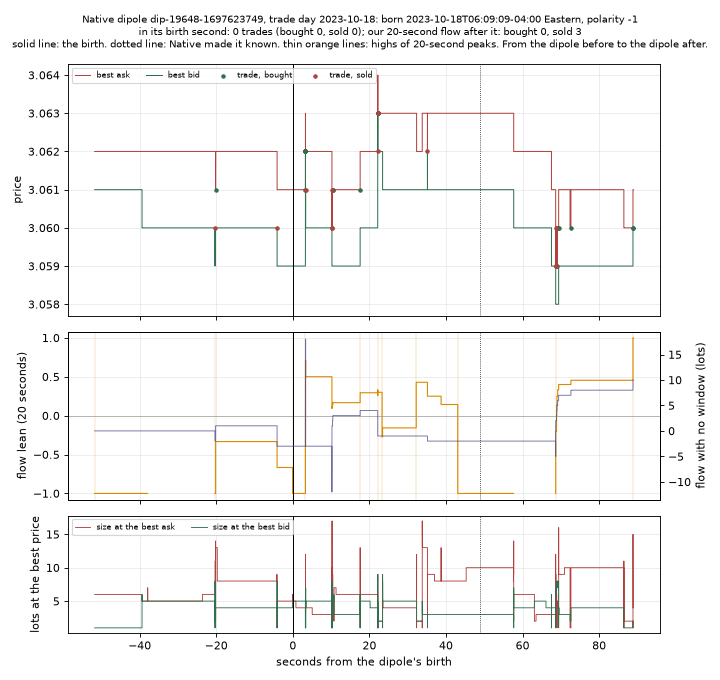 Native dipole dip-19648-1697623749, trade day 2023-10-18: born 2023-10-18T06:09:09-04:00 Eastern, polarity -1
in its birth second: 0 trades (bought 0, sold 0); our 20-second flow after it: bought 0, sold 3
solid line: the birth. dotted line: Native made it known. thin orange lines: highs of 20-second peaks. From the dipole before to the dipole after.
best ask best bid trade, bought trade, sold
3.064
3.063
3.062
3.061
3.060
3.059
3.058
price
1.0
0.5
0.0
−0.5
−1.0
flow lean (20 seconds)
15
10
5
0
−5
−10
flow with no window (lots)
size at the best ask size at the best bid
15
10
5
lots at the best price
−40 −20 0 20 40 60 80
seconds from the dipole's birth